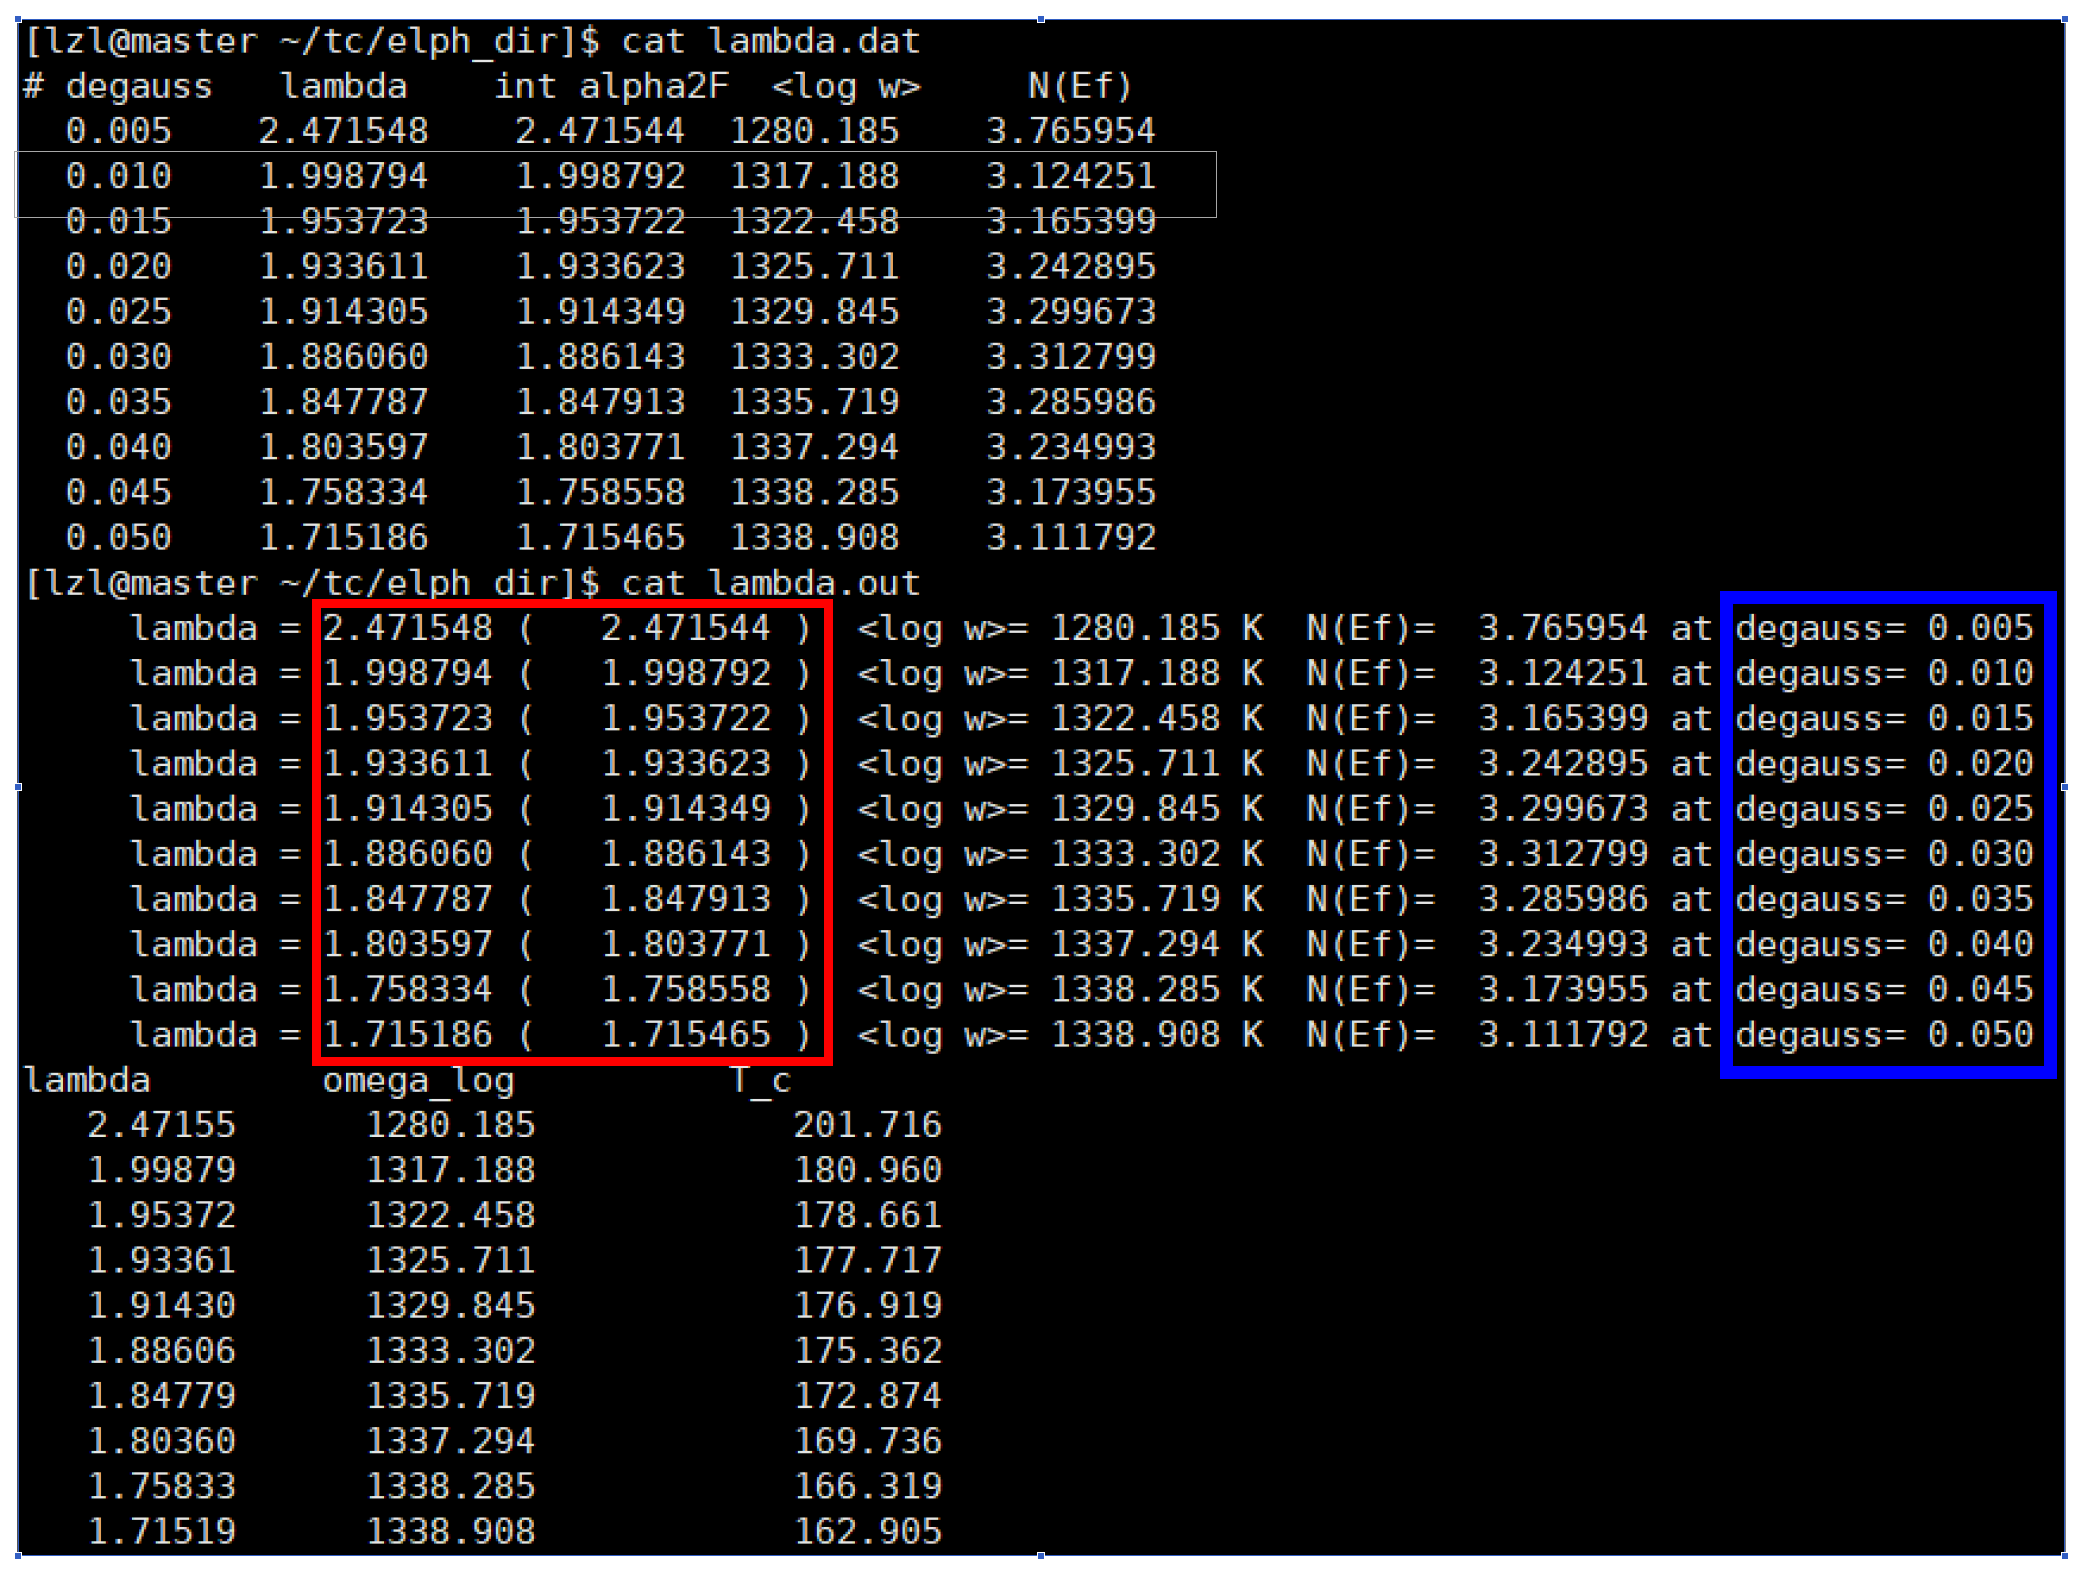 [lzl@master ~/tc/elph_dir]$ cat lambda.dat
# degauss   lambda    int alpha2F  <log w>     N(Ef)
  0.005    2.471548    2.471544  1280.185    3.765954
  0.010    1.998794    1.998792  1317.188    3.124251
  0.015    1.953723    1.953722  1322.458    3.165399
  0.020    1.933611    1.933623  1325.711    3.242895
  0.025    1.914305    1.914349  1329.845    3.299673
  0.030    1.886060    1.886143  1333.302    3.312799
  0.035    1.847787    1.847913  1335.719    3.285986
  0.040    1.803597    1.803771  1337.294    3.234993
  0.045    1.758334    1.758558  1338.285    3.173955
  0.050    1.715186    1.715465  1338.908    3.111792
[lzl@master ~/tc/elph_dir]$ cat lambda.out
     lambda = 2.471548 (   2.471544 )  <log w>= 1280.185 K  N(Ef)=  3.765954 at degauss= 0.005
     lambda = 1.998794 (   1.998792 )  <log w>= 1317.188 K  N(Ef)=  3.124251 at degauss= 0.010
     lambda = 1.953723 (   1.953722 )  <log w>= 1322.458 K  N(Ef)=  3.165399 at degauss= 0.015
     lambda = 1.933611 (   1.933623 )  <log w>= 1325.711 K  N(Ef)=  3.242895 at degauss= 0.020
     lambda = 1.914305 (   1.914349 )  <log w>= 1329.845 K  N(Ef)=  3.299673 at degauss= 0.025
     lambda = 1.886060 (   1.886143 )  <log w>= 1333.302 K  N(Ef)=  3.312799 at degauss= 0.030
     lambda = 1.847787 (   1.847913 )  <log w>= 1335.719 K  N(Ef)=  3.285986 at degauss= 0.035
     lambda = 1.803597 (   1.803771 )  <log w>= 1337.294 K  N(Ef)=  3.234993 at degauss= 0.040
     lambda = 1.758334 (   1.758558 )  <log w>= 1338.285 K  N(Ef)=  3.173955 at degauss= 0.045
     lambda = 1.715186 (   1.715465 )  <log w>= 1338.908 K  N(Ef)=  3.111792 at degauss= 0.050
lambda        omega_log          T_c
   2.47155      1280.185            201.716
   1.99879      1317.188            180.960
   1.95372      1322.458            178.661
   1.93361      1325.711            177.717
   1.91430      1329.845            176.919
   1.88606      1333.302            175.362
   1.84779      1335.719            172.874
   1.80360      1337.294            169.736
   1.75833      1338.285            166.319
   1.71519      1338.908            162.905